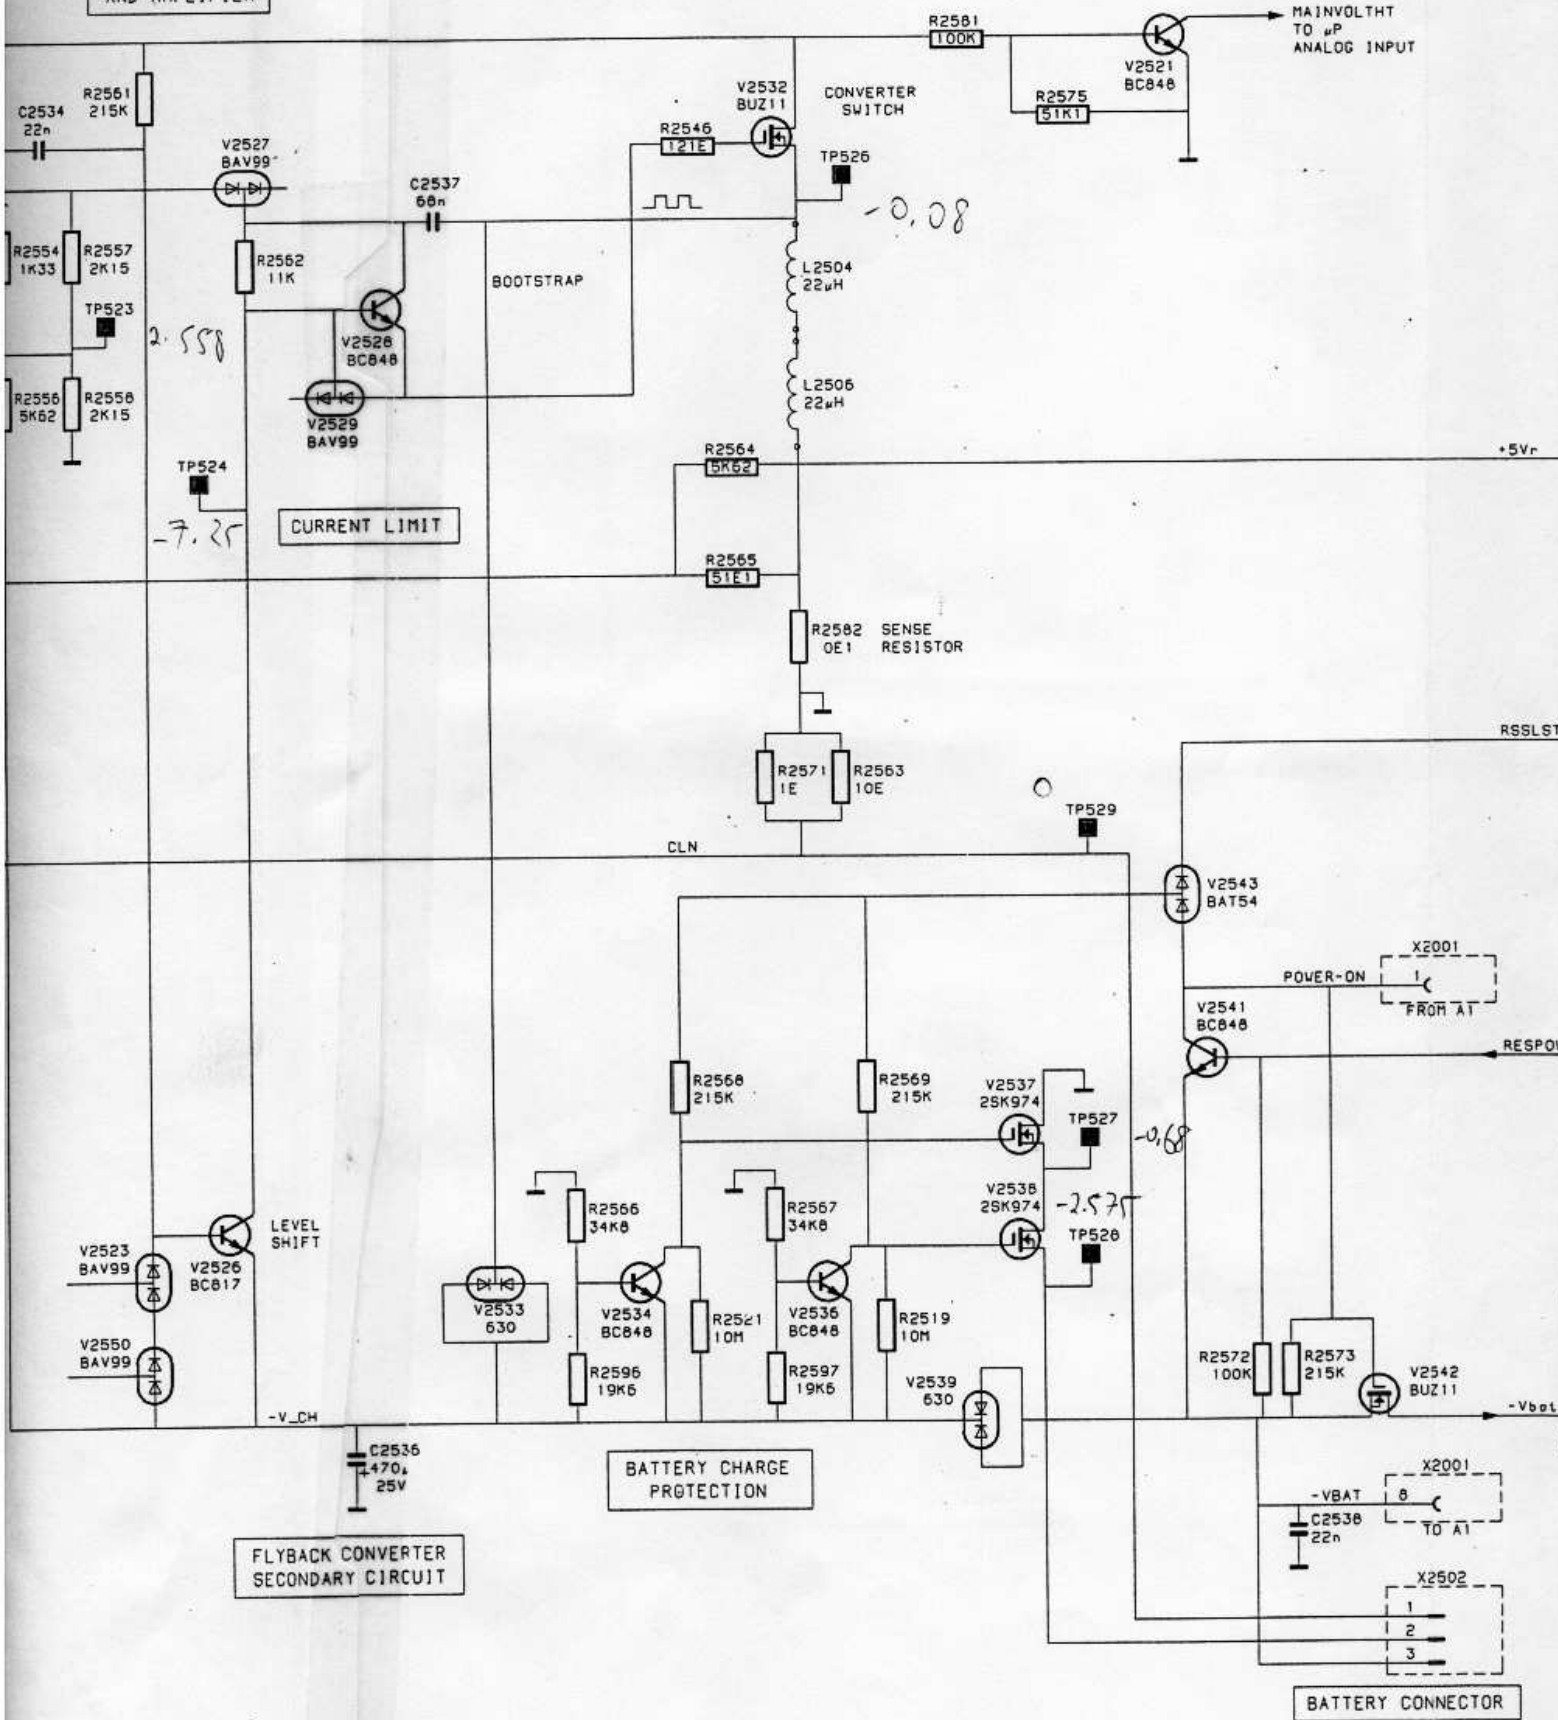 AND AMPLIFIER
R2581
100K
MAINVOLTHT
TO µP
ANALOG INPUT
V2521
BC848
R2575
51K1
R2561
215K
C2534
22n
V2532
BUZ11
CONVERTER
SWITCH
R2546
121E
TP526
-0,08
V2527
BAV99
C2537
68n
R2554
1K33
R2557
2K15
R2562
11K
BOOTSTRAP
L2504
22µH
TP523
2.558
V2528
BC848
R2556
5K62
R2558
2K15
V2529
BAV99
L2506
22µH
TP524
-7.25
CURRENT LIMIT
R2564
5K62
+5Vr
R2565
51E1
R2582
0E1
SENSE
RESISTOR
RSSLST
R2571
1E
R2563
10E
0
TP529
CLN
V2543
BAT54
X2001
1
POWER-ON
FROM A1
V2541
BC848
RESPOW
R2568
215K
R2569
215K
V2537
2SK974
TP527
-0,68
R2566
34K8
R2567
34K8
V2538
2SK974
-2.575
TP528
LEVEL
SHIFT
V2523
BAV99
V2526
BC817
V2533
630
V2534
BC848
R2521
10M
V2536
BC848
R2519
10M
V2550
BAV99
R2596
19K6
R2597
19K6
V2539
630
R2572
100K
R2573
215K
V2542
BUZ11
-V_CH
-Vbat
C2536
470µ
25V
BATTERY CHARGE
PROTECTION
X2001
-VBAT
8
TO A1
C2538
22n
FLYBACK CONVERTER
SECONDARY CIRCUIT
X2502
1
2
3
BATTERY CONNECTOR